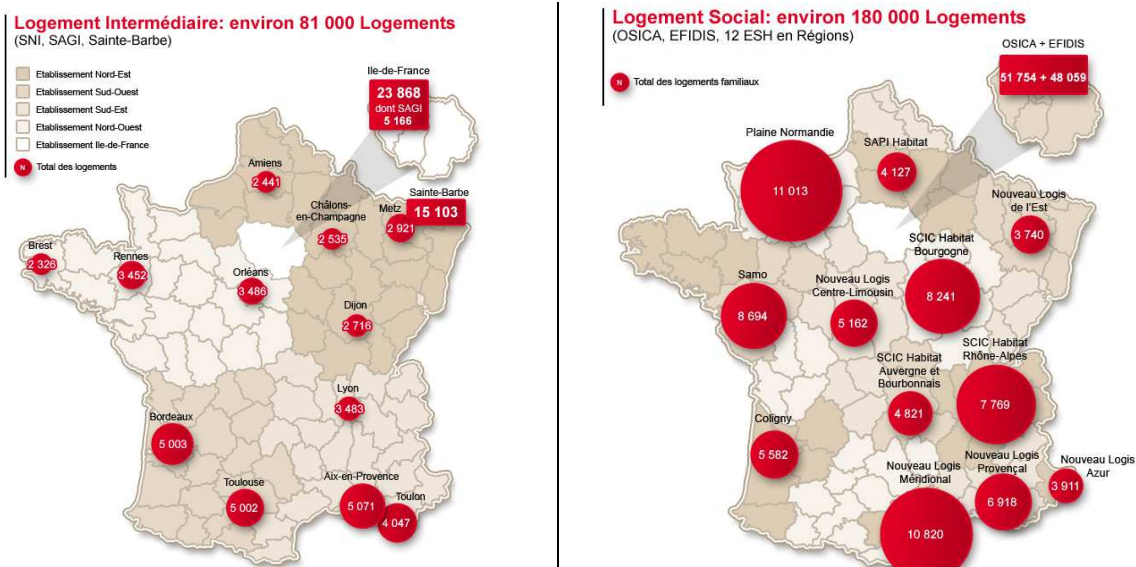 Logement Intermédiaire: environ 81 000 Logements
(SNI, SAGI, Sainte-Barbe)
Etablissement Nord-Est
Etablissement Sud-Ouest
Etablissement Sud-Est
Etablissement Nord-Ouest
Etablissement Ile-de-France
N Total des logements
Ile-de-France
23 868
dont SAGI
5 166
Amiens
2 441
Sainte-Barbe
15 103
Châlons-
en-Champagne
2 535
Metz
2 921
Brest
2 326
Rennes
3 452
Orléans
3 486
Dijon
2 716
Lyon
3 483
Bordeaux
5 003
Toulouse
5 002
Aix-en-Provence
5 071
Toulon
4 047
Logement Social: environ 180 000 Logements
(OSICA, EFIDIS, 12 ESH en Régions)
N Total des logements familiaux
OSICA + EFIDIS
51 754 + 48 059
Plaine Normandie
11 013
SAPI Habitat
4 127
Nouveau Logis
de l'Est
3 740
SCIC Habitat
Bourgogne
8 241
Samo
8 694
Nouveau Logis
Centre-Limousin
5 162
SCIC Habitat
Rhône-Alpes
7 769
SCIC Habitat
Auvergne et
Bourbonnais
4 821
Coligny
5 582
Nouveau Logis
Méridional
10 820
Nouveau Logis
Provençal
6 918
Nouveau Logis
Azur
3 911